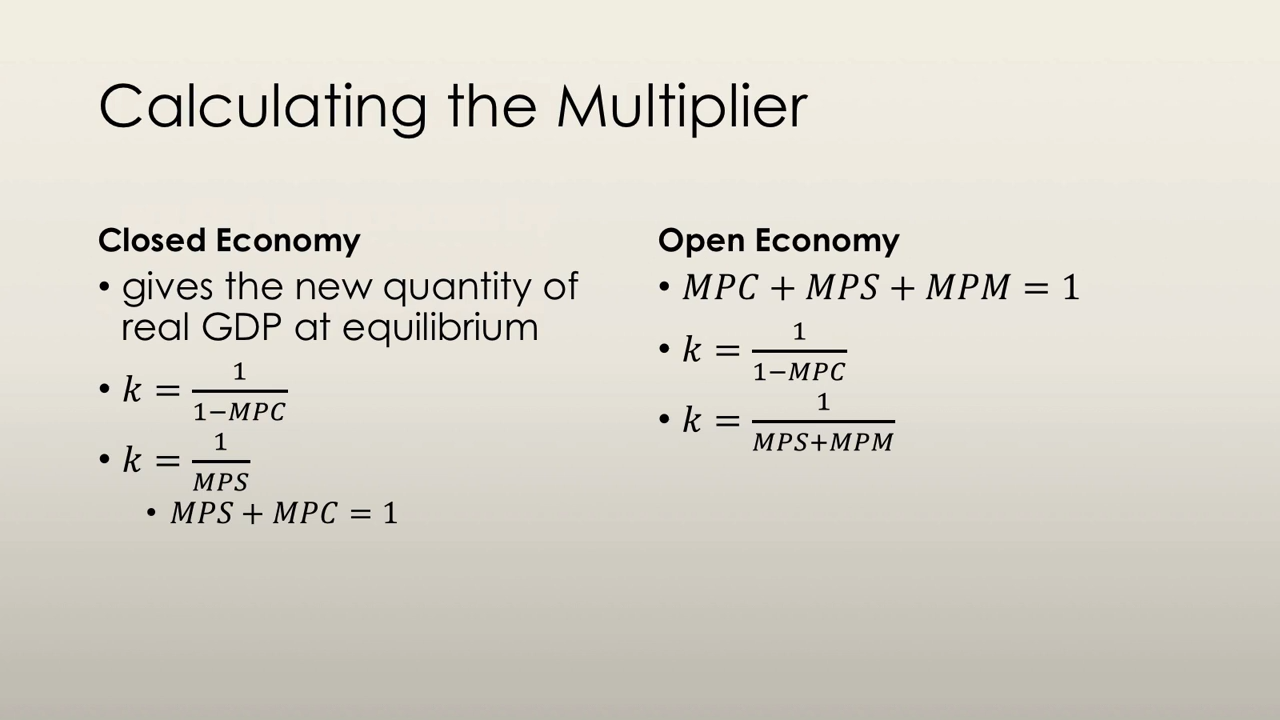 Calculating the Multiplier
Closed Economy
• gives the new quantity of
real GDP at equilibrium
• k = 1/(1−MPC)
• k = 1/MPS
• MPS + MPC = 1
Open Economy
• MPC + MPS + MPM = 1
• k = 1/(1−MPC)
• k = 1/(MPS+MPM)